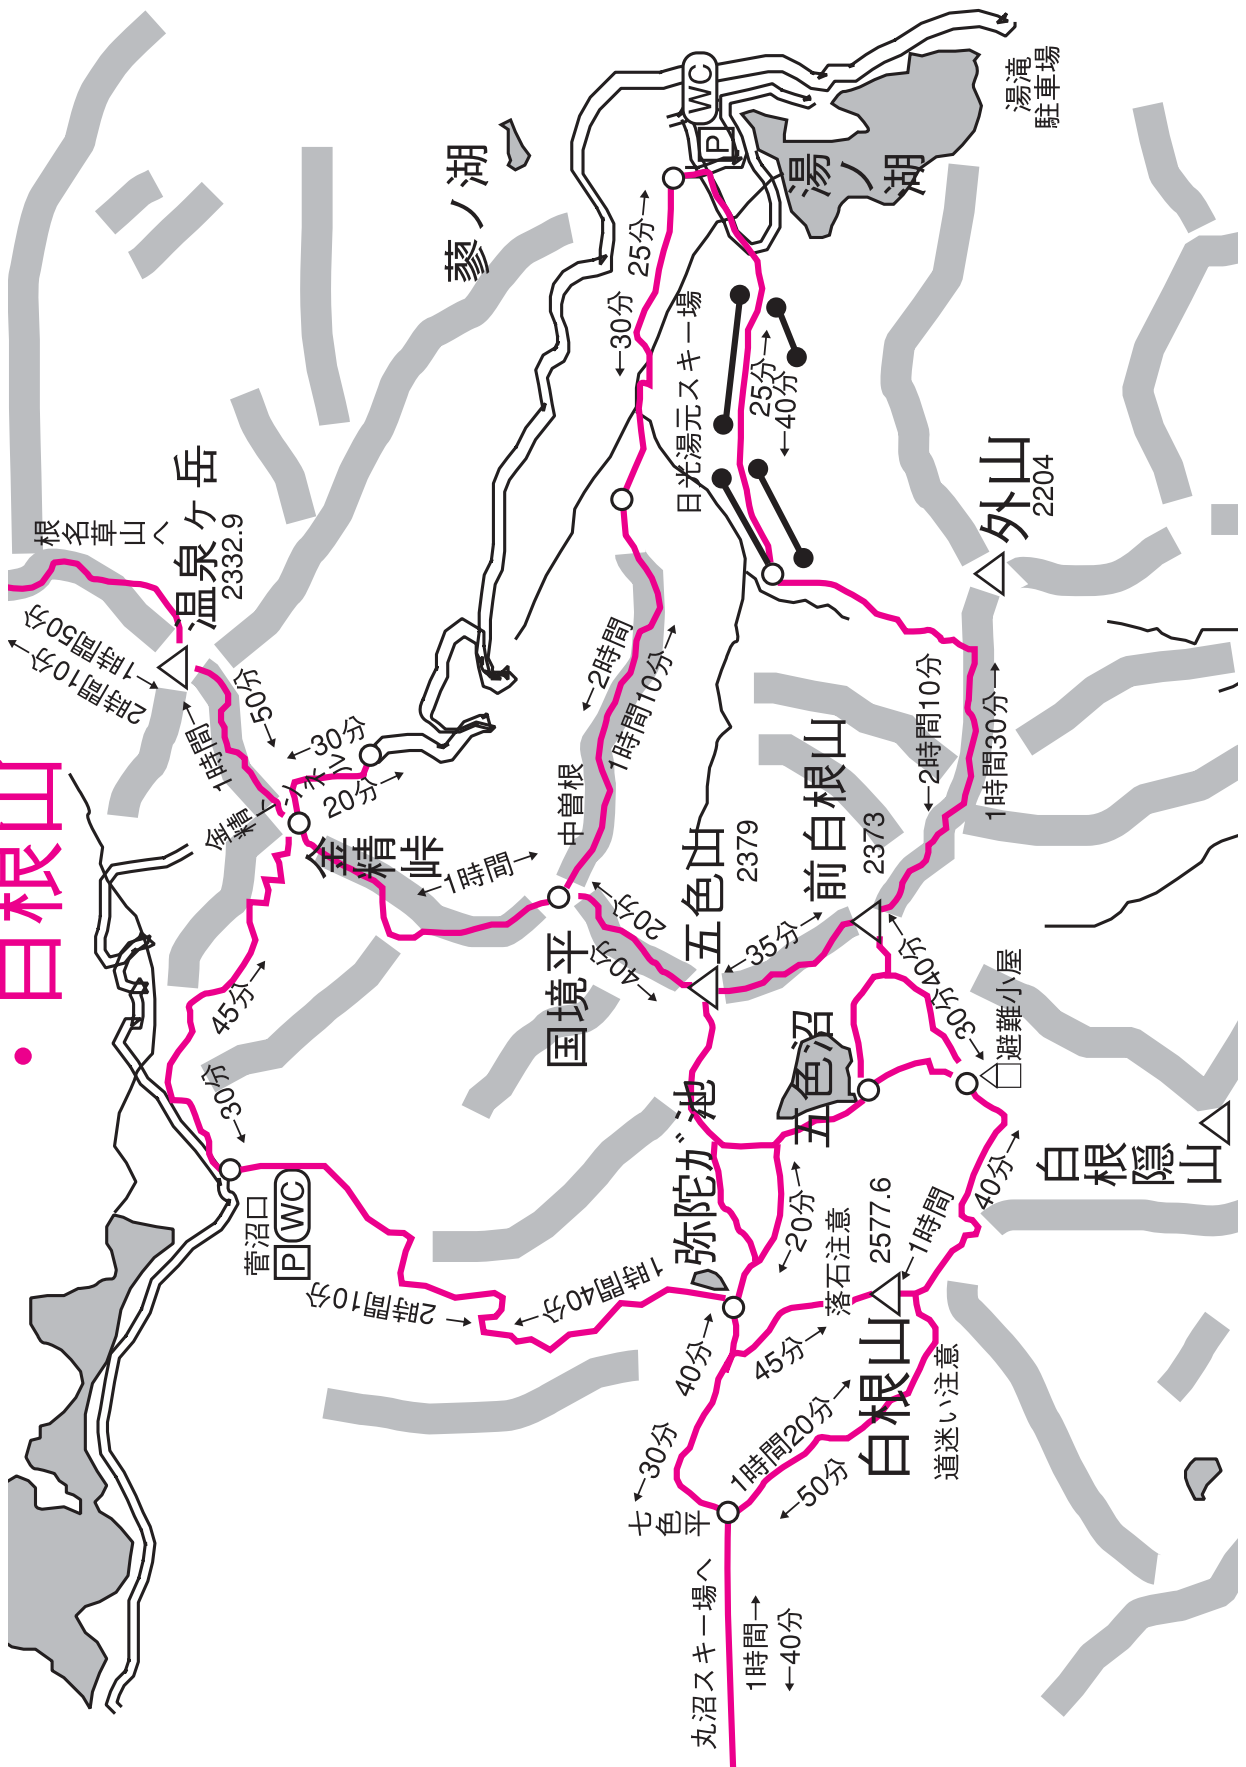 ・白根山
根名草山へ
温泉ヶ岳
2332.9
2時間10分→
←1時間50分
1時間→
←50分
←30分
20分→
金精トンネル
金精峠
←1時間→
45分→
←30分
菅沼口
P WC
2時間10分
←1時間40分
蓼ノ湖
WC
P
湯ノ湖
湯滝
駐車場
25分→
←30分
日光湯元スキー場
25分→
←40分
←2時間
1時間10分→
中曽根
国境平
20分
40分
五色山
2379
←35分→
前白根山
2373
←2時間10分
1時間30分→
外山
2204
40分
30分
避難小屋
五色沼
弥陀ガ池
←20分→
白根隠山
40分→
←1時間
落石注意
2577.6
白根山
45分→
40分→
←30分
1時間20分→
←50分
道迷い注意
七色平
丸沼スキー場へ
1時間→
←40分